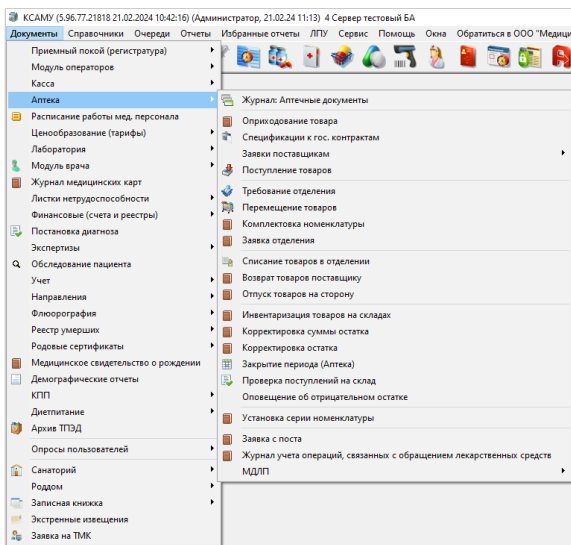 КСАМУ (5.96.77.21818 21.02.2024 10:42:16) (Администратор, 21.02.24 11:13) 4 Сервер тестовый БА
Документы Справочники Очереди Отчеты Избранные отчеты ЛПУ Сервис Помощь Окна Обратиться в ООО "Медици
Приемный покой (регистратура)
Модуль операторов
Касса
Аптека
Расписание работы мед. персонала
Ценообразование (тарифы)
Лаборатория
Модуль врача
Журнал медицинских карт
Листки нетрудоспособности
Финансовые (счета и реестры)
Постановка диагноза
Экспертизы
Обследование пациента
Учет
Направления
Флюорография
Реестр умерших
Родовые сертификаты
Медицинское свидетельство о рождении
Демографические отчеты
КПП
Диетпитание
Архив ТПЭД
Опросы пользователей
Санаторий
Роддом
Записная книжка
Экстренные извещения
Заявка на ТМК
Журнал: Аптечные документы
Оприходование товара
Спецификации к гос. контрактам
Заявки поставщикам
Поступление товаров
Требование отделения
Перемещение товаров
Комплектовка номенклатуры
Заявка отделения
Списание товаров в отделении
Возврат товаров поставщику
Отпуск товаров на сторону
Инвентаризация товаров на складах
Корректировка суммы остатка
Корректировка остатка
Закрытие периода (Аптека)
Проверка поступлений на склад
Оповещение об отрицательном остатке
Установка серии номенклатуры
Заявка с поста
Журнал учета операций, связанных с обращением лекарственных средств
МДЛП